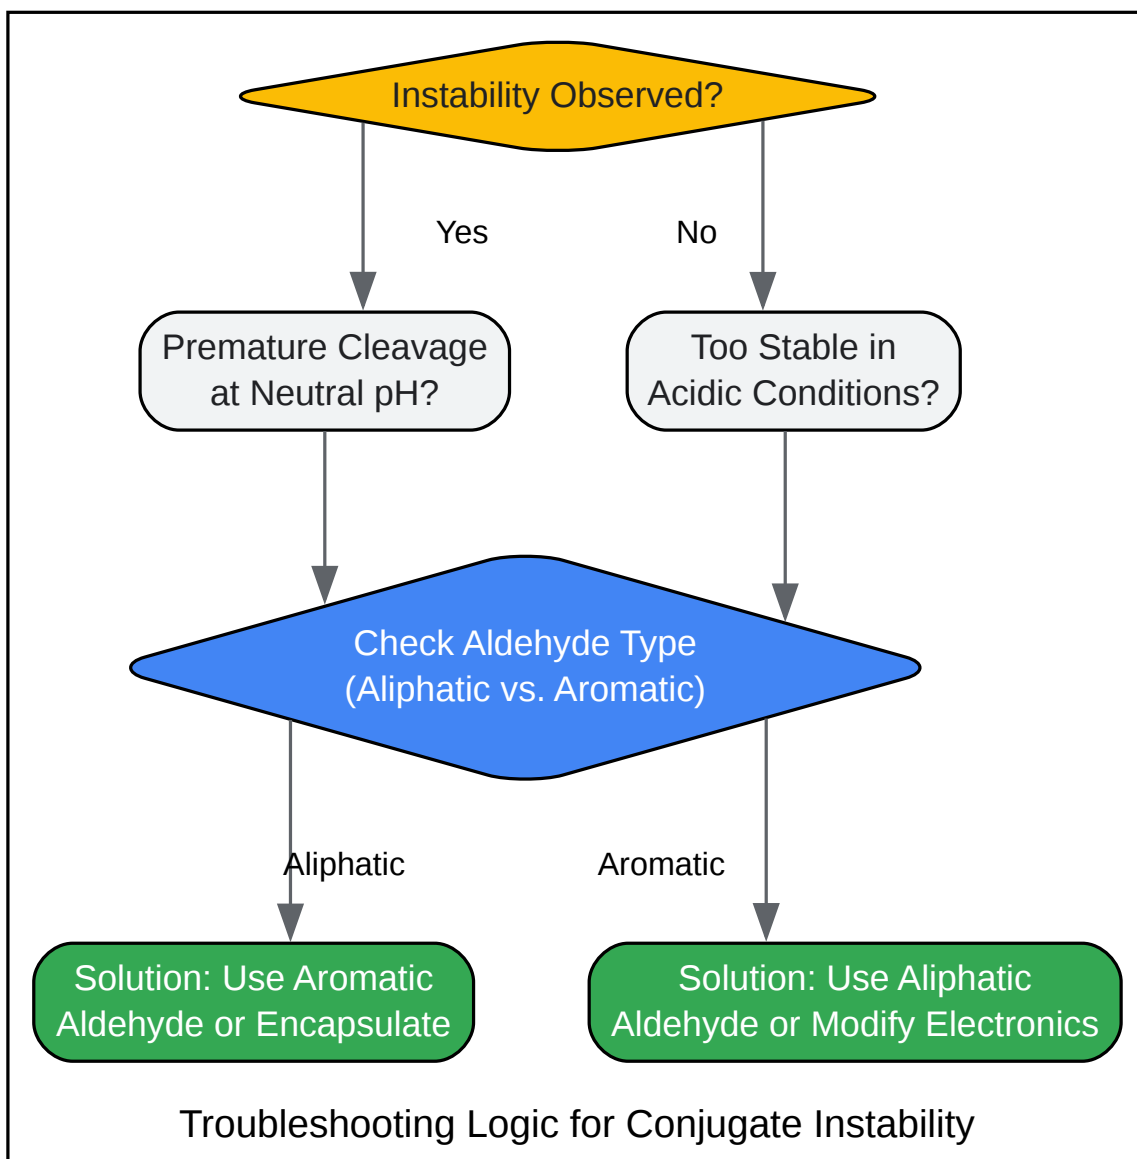 Instability Observed?
Yes
No
Premature Cleavage
at Neutral pH?
Too Stable in
Acidic Conditions?
Check Aldehyde Type
(Aliphatic vs. Aromatic)
Aliphatic
Aromatic
Solution: Use Aromatic
Aldehyde or Encapsulate
Solution: Use Aliphatic
Aldehyde or Modify Electronics
Troubleshooting Logic for Conjugate Instability